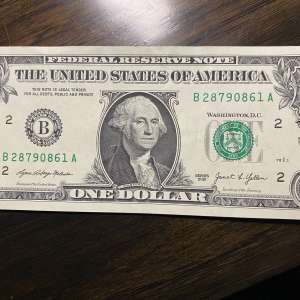 FEDERAL RESERVE NOTE
THE UNITED STATES OF AMERICA
THIS NOTE IS LEGAL TENDER
FOR ALL DEBTS, PUBLIC AND PRIVATE
B 28790861 A
2
B
WASHINGTON, D.C.
2
ONE
B 28790861 A
2
2
SERIES
ONE DOLLAR